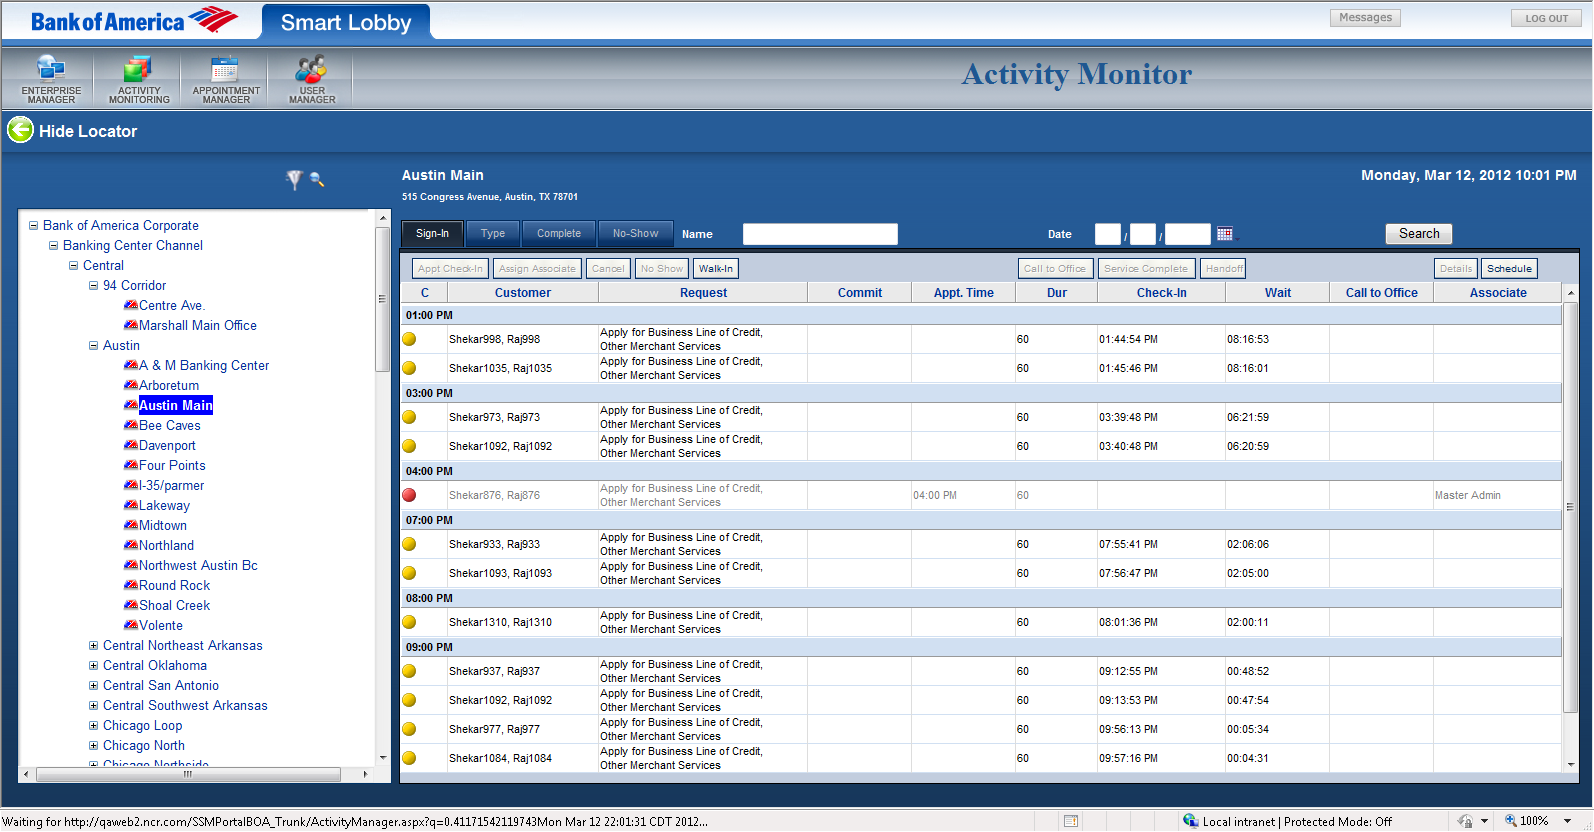 Bank of America
Smart Lobby
Messages
LOG OUT
ENTERPRISE MANAGER
ACTIVITY MONITORING
APPOINTMENT MANAGER
USER MANAGER
Activity Monitor
Hide Locator
Austin Main
Monday, Mar 12, 2012 10:01 PM
515 Congress Avenue, Austin, TX 78701
Bank of America Corporate
Banking Center Channel
Central
94 Corridor
Centre Ave.
Marshall Main Office
Austin
A & M Banking Center
Arboretum
Austin Main
Bee Caves
Davenport
Four Points
I-35/parmer
Lakeway
Midtown
Northland
Northwest Austin Bc
Round Rock
Shoal Creek
Volente
Central Northeast Arkansas
Central Oklahoma
Central San Antonio
Central Southwest Arkansas
Chicago Loop
Chicago North
Chicago Northside
Sign-In Type Complete No-Show Name Date / / Search
Appt Check-In Assign Associate Cancel No Show Walk-In Call to Office Service Complete Handoff Details Schedule
C Customer Request Commit Appt. Time Dur Check-In Wait Call to Office Associate
01:00 PM
Shekar998, Raj998 Apply for Business Line of Credit, Other Merchant Services 60 01:44:54 PM 08:16:53
Shekar1035, Raj1035 Apply for Business Line of Credit, Other Merchant Services 60 01:45:46 PM 08:16:01
03:00 PM
Shekar973, Raj973 Apply for Business Line of Credit, Other Merchant Services 60 03:39:48 PM 06:21:59
Shekar1092, Raj1092 Apply for Business Line of Credit, Other Merchant Services 60 03:40:48 PM 06:20:59
04:00 PM
Shekar876, Raj876 Apply for Business Line of Credit, Other Merchant Services 04:00 PM 60 Master Admin
07:00 PM
Shekar933, Raj933 Apply for Business Line of Credit, Other Merchant Services 60 07:55:41 PM 02:06:06
Shekar1093, Raj1093 Apply for Business Line of Credit, Other Merchant Services 60 07:56:47 PM 02:05:00
08:00 PM
Shekar1310, Raj1310 Apply for Business Line of Credit, Other Merchant Services 60 08:01:36 PM 02:00:11
09:00 PM
Shekar937, Raj937 Apply for Business Line of Credit, Other Merchant Services 60 09:12:55 PM 00:48:52
Shekar1092, Raj1092 Apply for Business Line of Credit, Other Merchant Services 60 09:13:53 PM 00:47:54
Shekar977, Raj977 Apply for Business Line of Credit, Other Merchant Services 60 09:56:13 PM 00:05:34
Shekar1084, Raj1084 Apply for Business Line of Credit, Other Merchant Services 60 09:57:16 PM 00:04:31
Waiting for http://qaweb2.ncr.com/SSMPortalBOA_Trunk/ActivityManager.aspx?q=0.41171542119743Mon Mar 12 22:01:31 CDT 2012...
Local intranet | Protected Mode: Off
100%